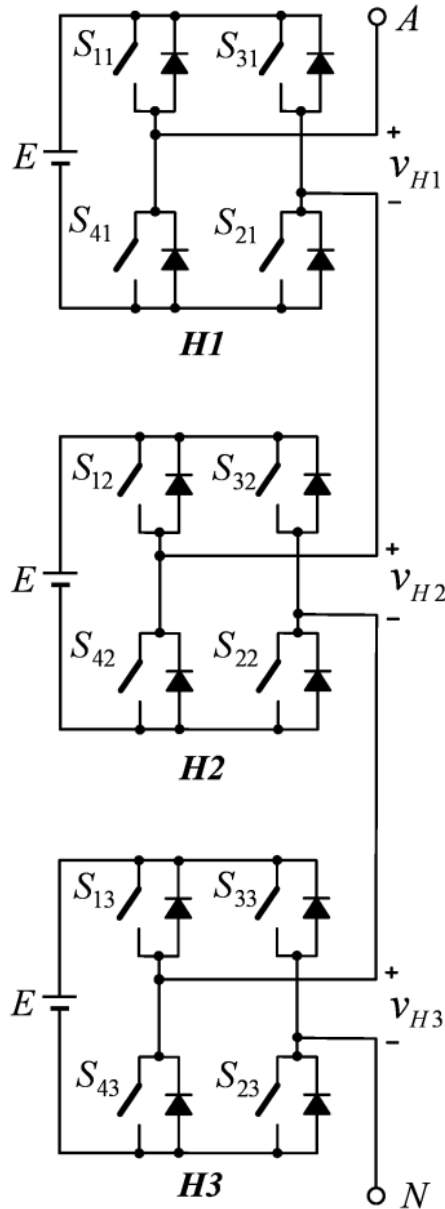 A
S11 S31
+
E
vH1
−
S41 S21
H1
S12 S32
+
E
vH2
−
S42 S22
H2
S13 S33
+
E
vH3
−
S43 S23
H3
N